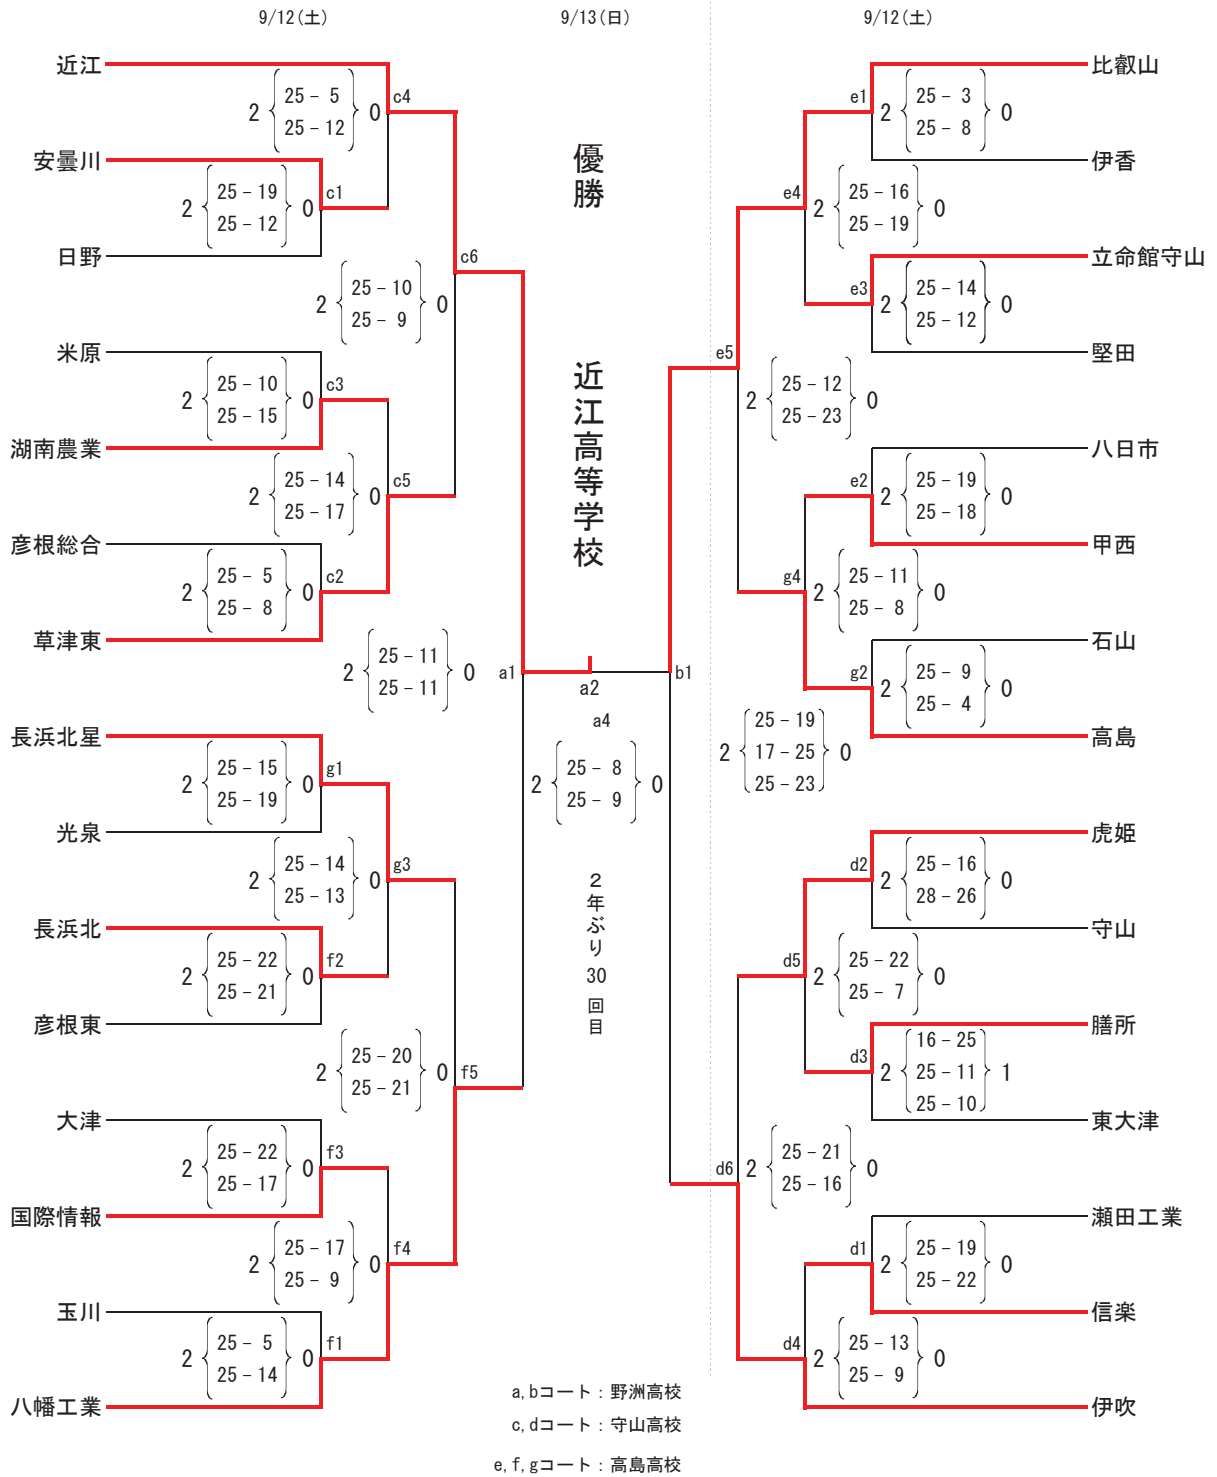 9/12(土)
9/13(日)
9/12(土)
近江
安曇川
日野
米原
湖南農業
彦根総合
草津東
長浜北星
光泉
長浜北
彦根東
大津
国際情報
玉川
八幡工業
2 25 - 5 0 c4
25 - 12
2 25 - 19 0 c1
25 - 12
2 25 - 10 0 c6
25 - 9
2 25 - 10 0 c3
25 - 15
2 25 - 14 0 c5
25 - 17
2 25 - 5 0 c2
25 - 8
2 25 - 11 0 a1
25 - 11
2 25 - 15 0 g1
25 - 19
2 25 - 14 0 g3
25 - 13
2 25 - 22 0 f2
25 - 21
2 25 - 20 0 f5
25 - 21
2 25 - 22 0 f3
25 - 17
2 25 - 17 0 f4
25 - 9
2 25 - 5 0 f1
25 - 14
優勝
近江高等学校
a2
a4
2 25 - 8 0
25 - 9
2年ぶり30回目
比叡山
伊香
立命館守山
堅田
八日市
甲西
石山
高島
虎姫
守山
膳所
東大津
瀬田工業
信楽
伊吹
e1 2 25 - 3 0
25 - 8
e4 2 25 - 16 0
25 - 19
e3 2 25 - 14 0
25 - 12
e5 2 25 - 12 0
25 - 23
e2 2 25 - 19 0
25 - 18
g4 2 25 - 11 0
25 - 8
g2 2 25 - 9 0
25 - 4
b1 2 25 - 19 0
17 - 25
25 - 23
d2 2 25 - 16 0
28 - 26
d5 2 25 - 22 0
25 - 7
d3 2 16 - 25 1
25 - 11
25 - 10
d6 2 25 - 21 0
25 - 16
d1 2 25 - 19 0
25 - 22
d4 2 25 - 13 0
25 - 9
a,bコート：野洲高校
c,dコート：守山高校
e,f,gコート：高島高校